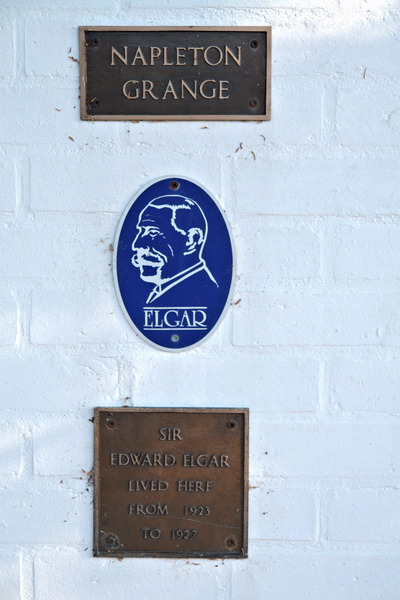 NAPLETON
GRANGE
ELGAR
SIR
EDWARD ELGAR
LIVED HERE
FROM 1923
TO 1927